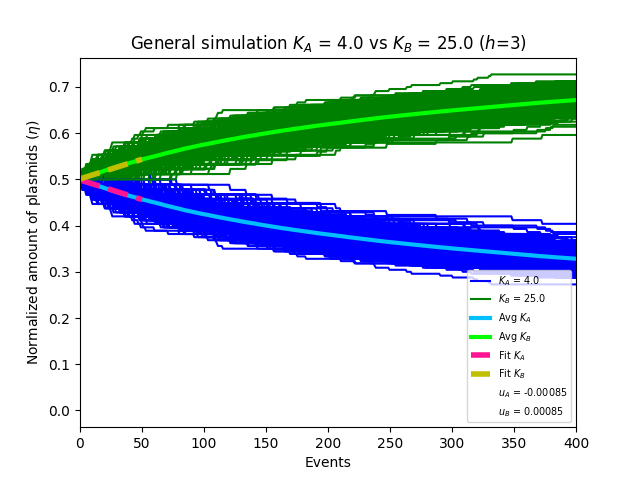 General simulation K_A = 4.0 vs K_B = 25.0 (h=3)
Normalized amount of plasmids (η)
0.7
0.6
0.5
0.4
0.3
0.2
0.1
0.0
K_A = 4.0
K_B = 25.0
Avg K_A
Avg K_B
Fit K_A
Fit K_B
u_A = -0.00085
u_B = 0.00085
0 50 100 150 200 250 300 350 400
Events